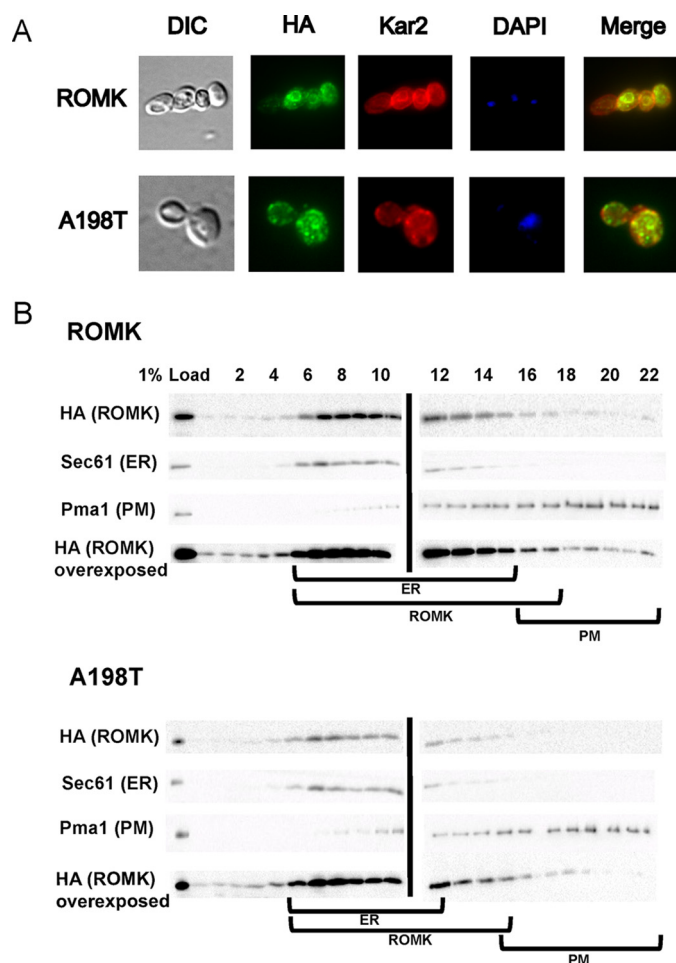 A
DIC HA Kar2 DAPI Merge
ROMK
A198T
B
ROMK
1% Load 2 4 6 8 10 12 14 16 18 20 22
HA (ROMK)
Sec61 (ER)
Pma1 (PM)
HA (ROMK)
overexposed
ER
ROMK
PM
A198T
HA (ROMK)
Sec61 (ER)
Pma1 (PM)
HA (ROMK)
overexposed
ER
ROMK
PM